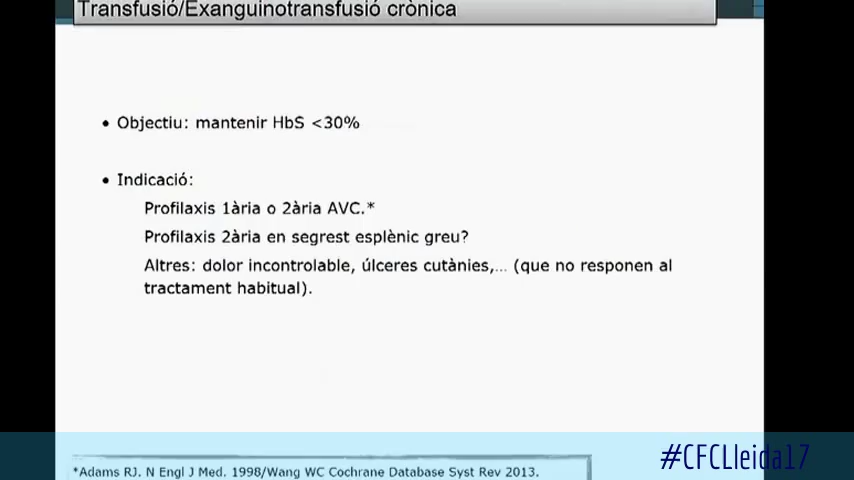 Transfusió/Exanguinotransfusió crònica
• Objectiu: mantenir HbS <30%
• Indicació:
Profilaxis 1ària o 2ària AVC.*
Profilaxis 2ària en segrest esplènic greu?
Altres: dolor incontrolable, úlceres cutànies,... (que no responen al
tractament habitual).
*Adams RJ. N Engl J Med. 1998/Wang WC Cochrane Database Syst Rev 2013.
#CFCLleida17